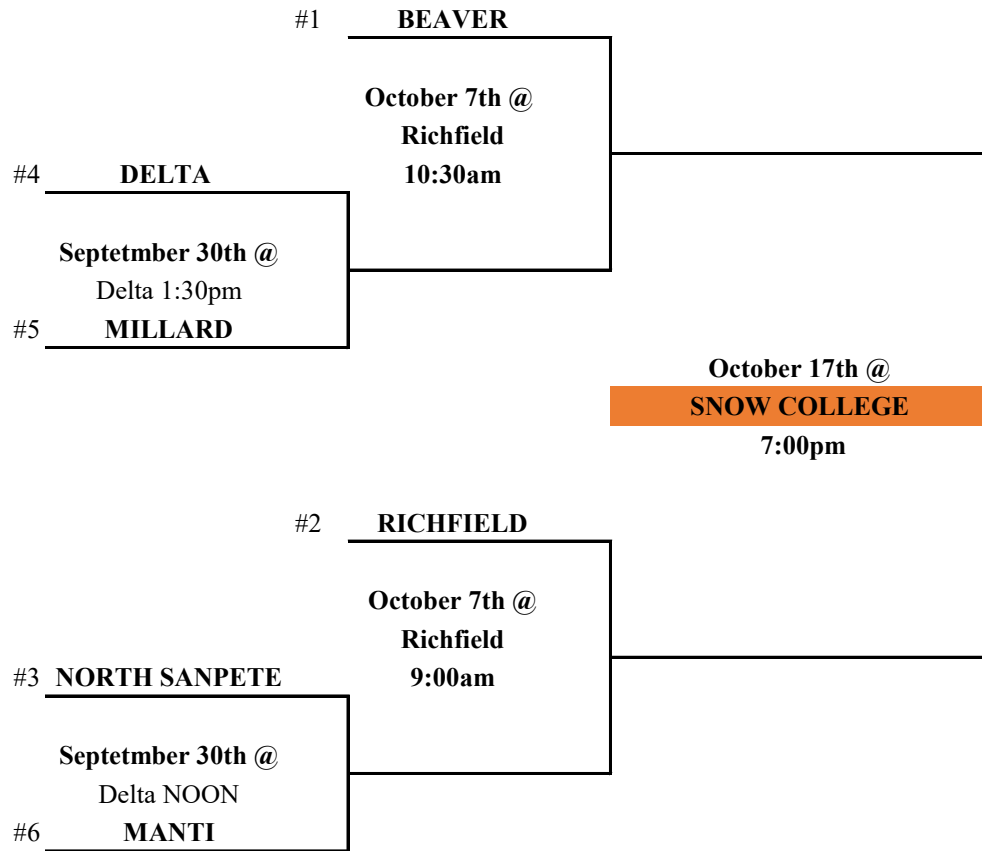 #1 BEAVER
October 7th @
Richfield
#4 DELTA 10:30am
Septetmber 30th @
Delta 1:30pm
#5 MILLARD
October 17th @
SNOW COLLEGE
7:00pm
#2 RICHFIELD
October 7th @
Richfield
#3 NORTH SANPETE 9:00am
Septetmber 30th @
Delta NOON
#6 MANTI